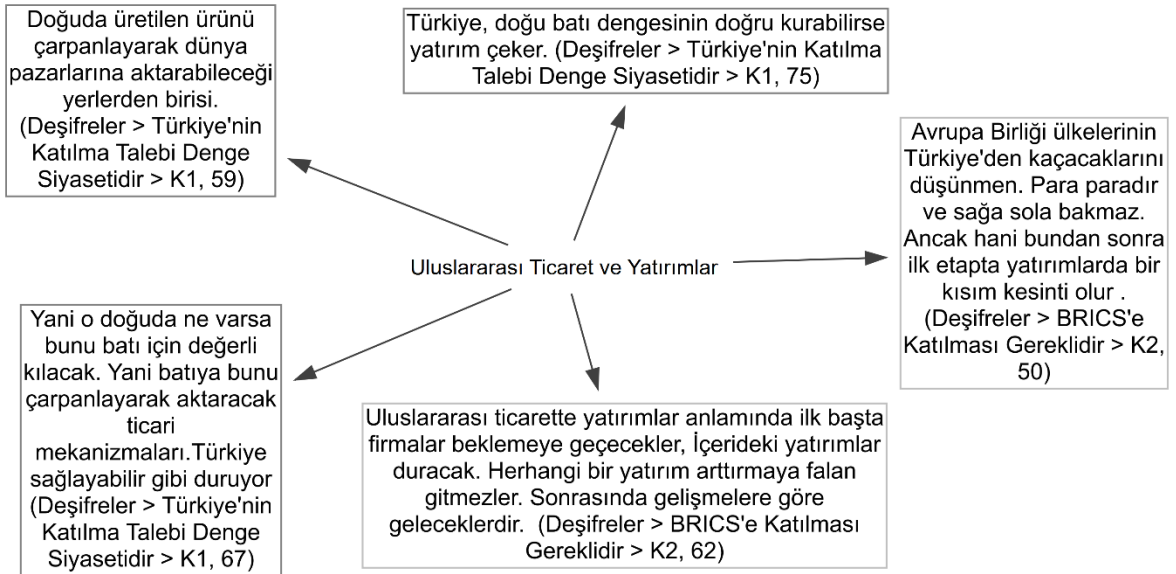 Doğuda üretilen ürünü
çarpanlayarak dünya
pazarlarına aktarabileceği
yerlerden birisi.
(Deşifreler > Türkiye'nin
Katılma Talebi Denge
Siyasetidir > K1, 59)
Türkiye, doğu batı dengesinin doğru kurabilirse
yatırım çeker. (Deşifreler > Türkiye'nin Katılma
Talebi Denge Siyasetidir > K1, 75)
Avrupa Birliği ülkelerinin
Türkiye'den kaçacaklarını
düşünmen. Para paradır
ve sağa sola bakmaz.
Ancak hani bundan sonra
ilk etapta yatırımlarda bir
kısım kesinti olur .
(Deşifreler > BRICS'e
Katılması Gereklidir > K2,
50)
Uluslararası Ticaret ve Yatırımlar
Yani o doğuda ne varsa
bunu batı için değerli
kılacak. Yani batıya bunu
çarpanlayarak aktaracak
ticari
mekanizmaları.Türkiye
sağlayabilir gibi duruyor
(Deşifreler > Türkiye'nin
Katılma Talebi Denge
Siyasetidir > K1, 67)
Uluslararası ticarette yatırımlar anlamında ilk başta
firmalar beklemeye geçecekler, İçerideki yatırımlar
duracak. Herhangi bir yatırım arttırmaya falan
gitmezler. Sonrasında gelişmelere göre
geleceklerdir. (Deşifreler > BRICS'e Katılması
Gereklidir > K2, 62)